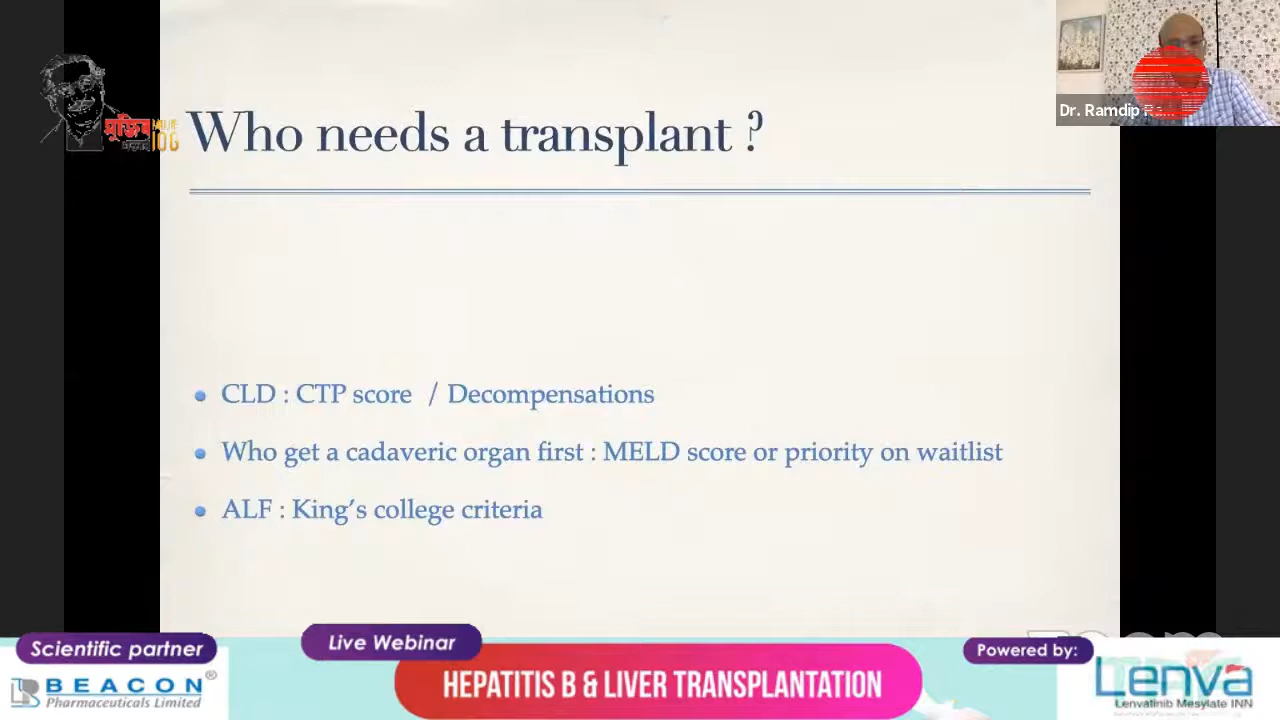 Who needs a transplant ?
Dr. Ramdip
CLD : CTP score / Decompensations
Who get a cadaveric organ first : MELD score or priority on waitlist
ALF : King's college criteria
মুজিব
100
Scientific partner
BEACON®
Pharmaceuticals Limited
Live Webinar
HEPATITIS B & LIVER TRANSPLANTATION
Powered by:
Lenva
Lenvatinib Mesylate INN